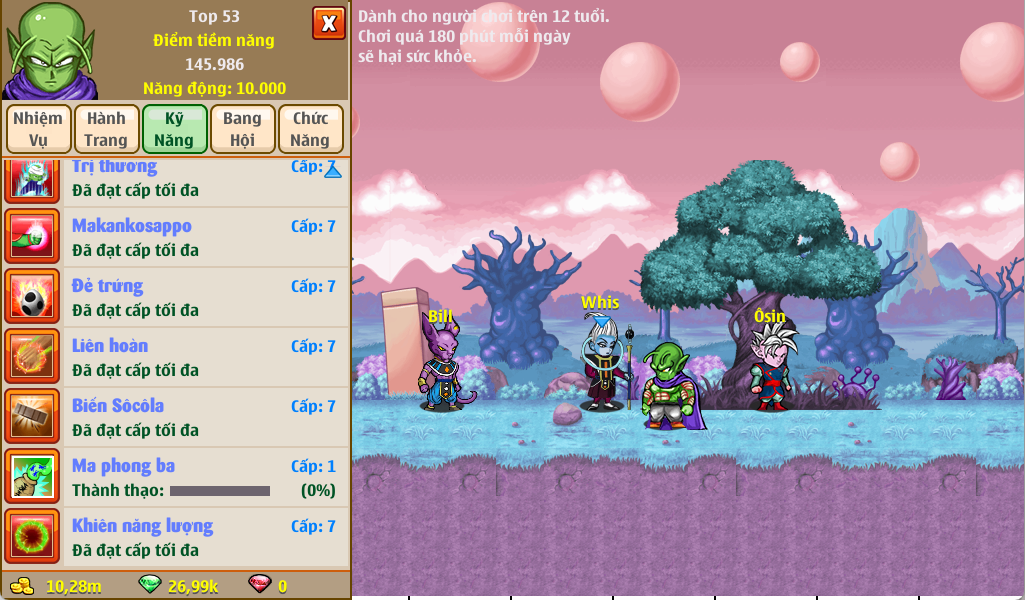 Top 53
Điểm tiềm năng
145.986
Năng động: 10.000
X
Nhiệm Vụ
Hành Trang
Kỹ Năng
Bang Hội
Chức Năng
Trị thương Cấp: 7
Đã đạt cấp tối đa
Makankosappo Cấp: 7
Đã đạt cấp tối đa
Đẻ trứng Cấp: 7
Đã đạt cấp tối đa
Liên hoàn Cấp: 7
Đã đạt cấp tối đa
Biến Sôcôla Cấp: 7
Đã đạt cấp tối đa
Ma phong ba Cấp: 1
Thành thạo: (0%)
Khiên năng lượng Cấp: 7
Đã đạt cấp tối đa
10,28m 26,99k 0
Dành cho người chơi trên 12 tuổi.
Chơi quá 180 phút mỗi ngày
sẽ hại sức khỏe.
Bill
Whis
Ôsin